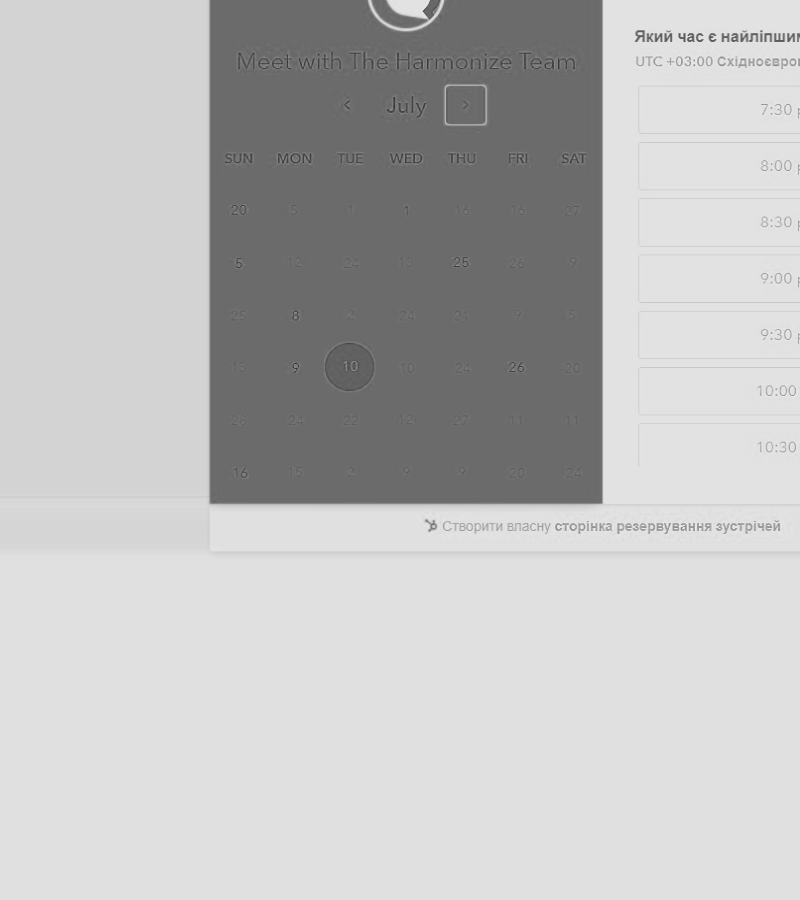 Meet with The Harmonize Team
July
SUN MON TUE WED THU FRI SAT
20 5 1 1 16 16 27
5 12 24 13 25 26 9
25 8 2 24 21 9 5
13 9 10 10 24 26 20
26 24 22 12 27 11 11
16 15 2 9 9 20 24
Який час є найліпшим
UTC +03:00 Східноєвро
7:30
8:00
8:30
9:00
9:30
10:00
10:30
Створити власну сторінка резервування зустрічей